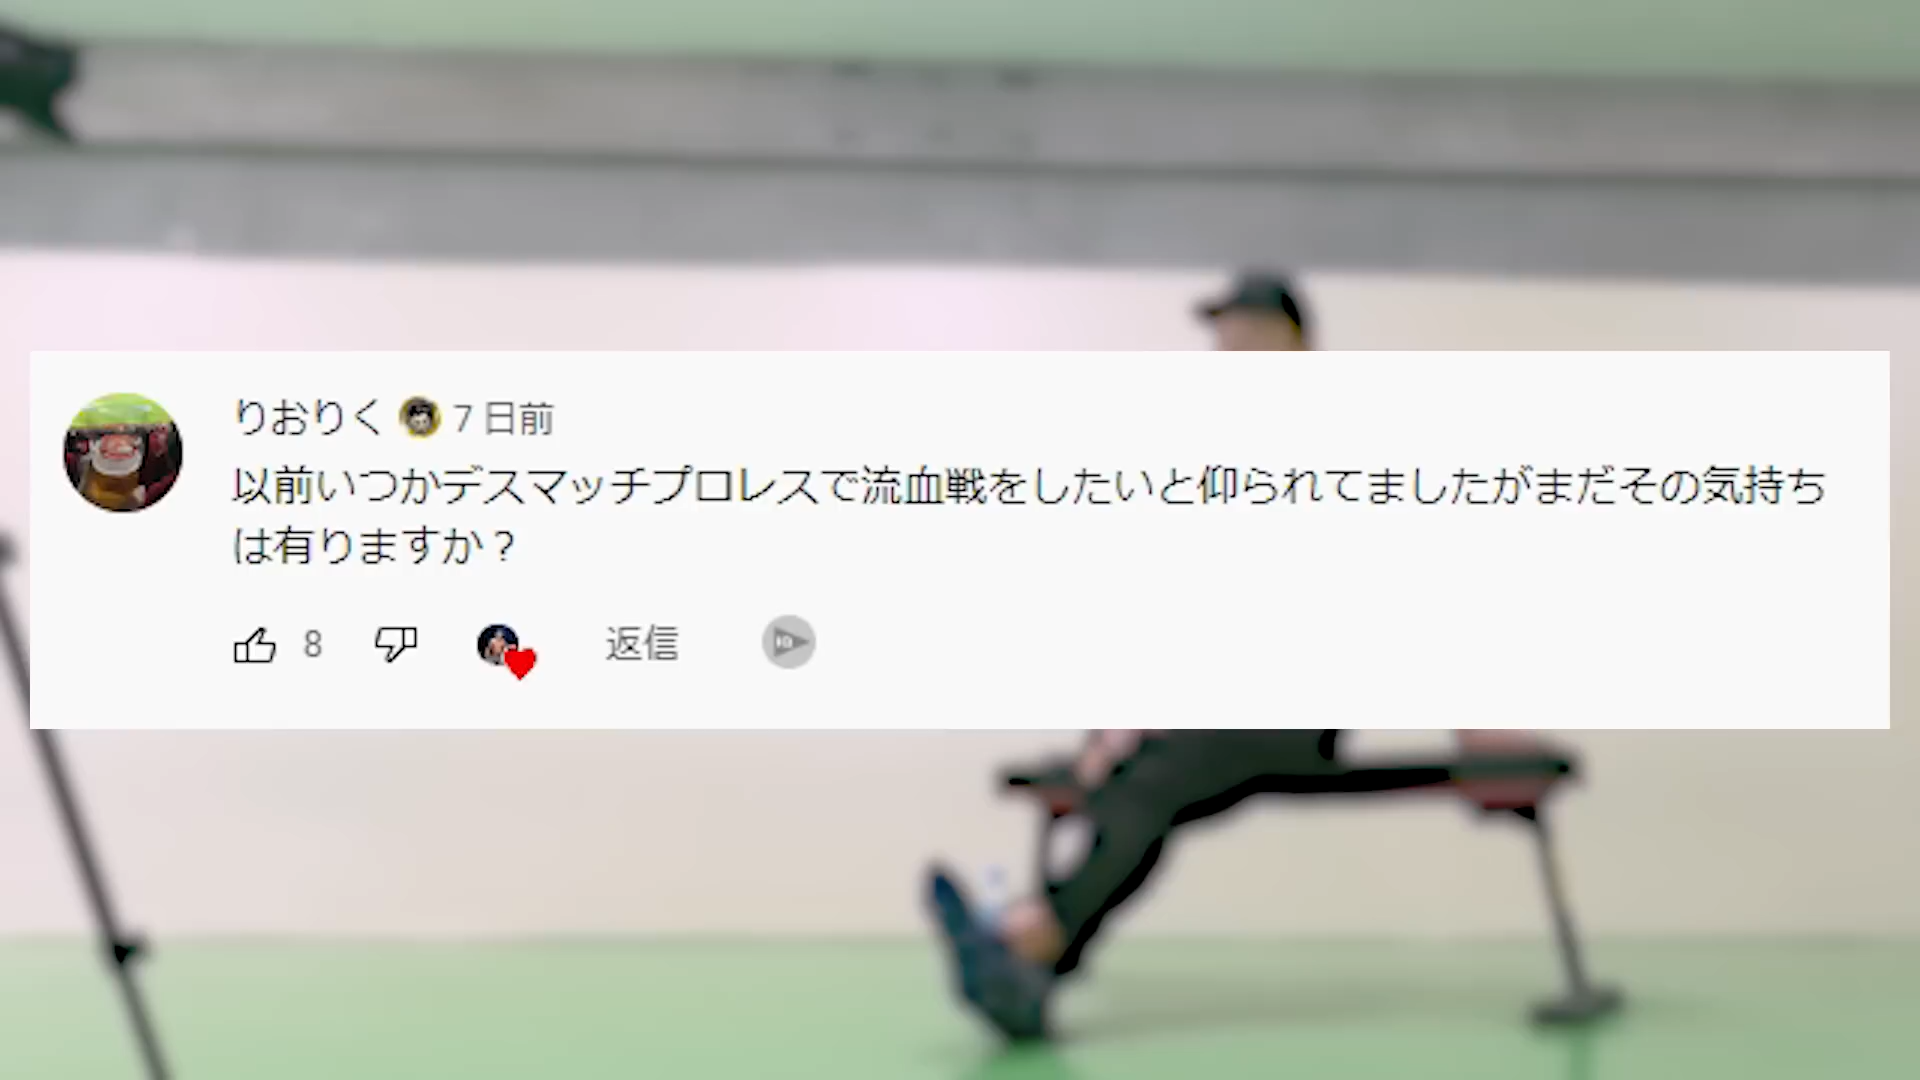 りおりく 7 日前
以前いつかデスマッチプロレスで流血戦をしたいと仰られてましたがまだその気持ち
は有りますか？
8 返信